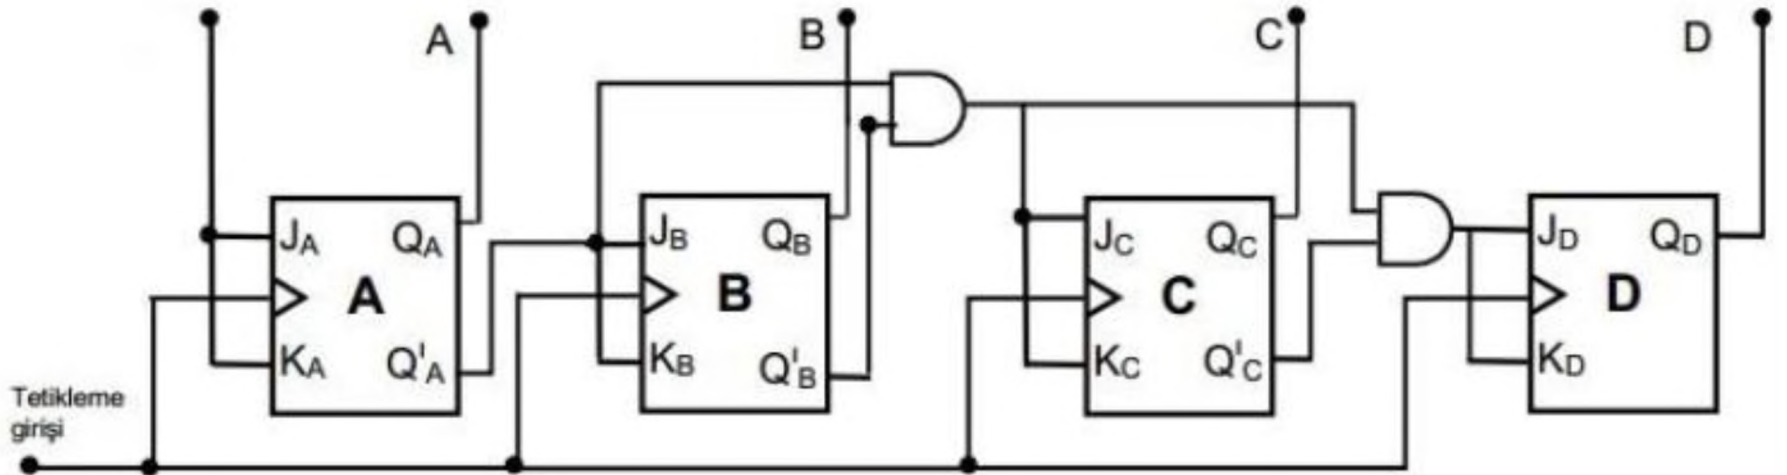 A
B
C
D
JA
QA
A
KA
Q'A
JB
QB
B
KB
Q'B
JC
QC
C
KC
Q'C
JD
QD
D
KD
Tetikleme
girişi